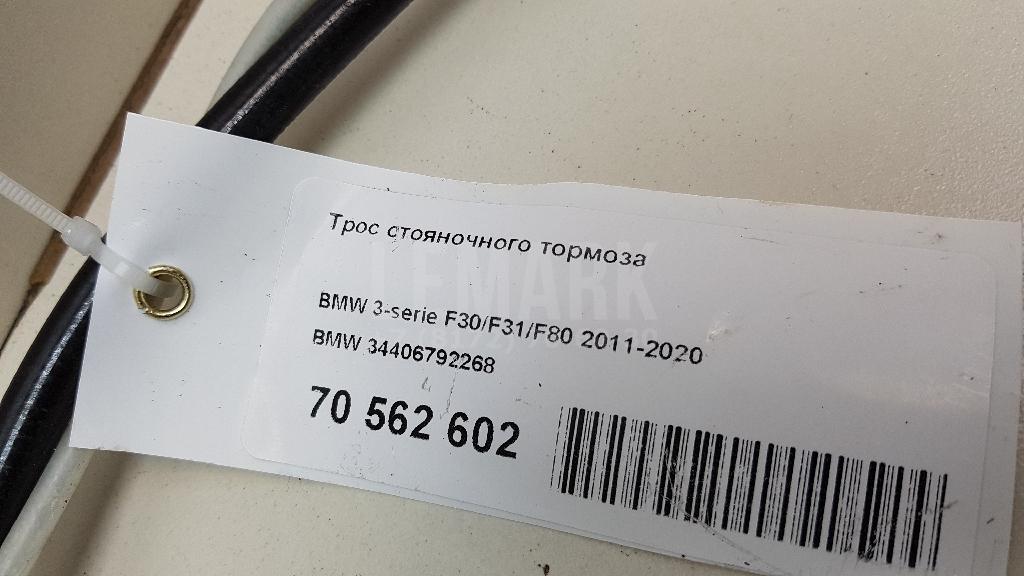 Трос стояночного тормоза
LEMARK
BMW 3-serie F30/F31/F80 2011-2020
BMW 34406792268
70 562 602